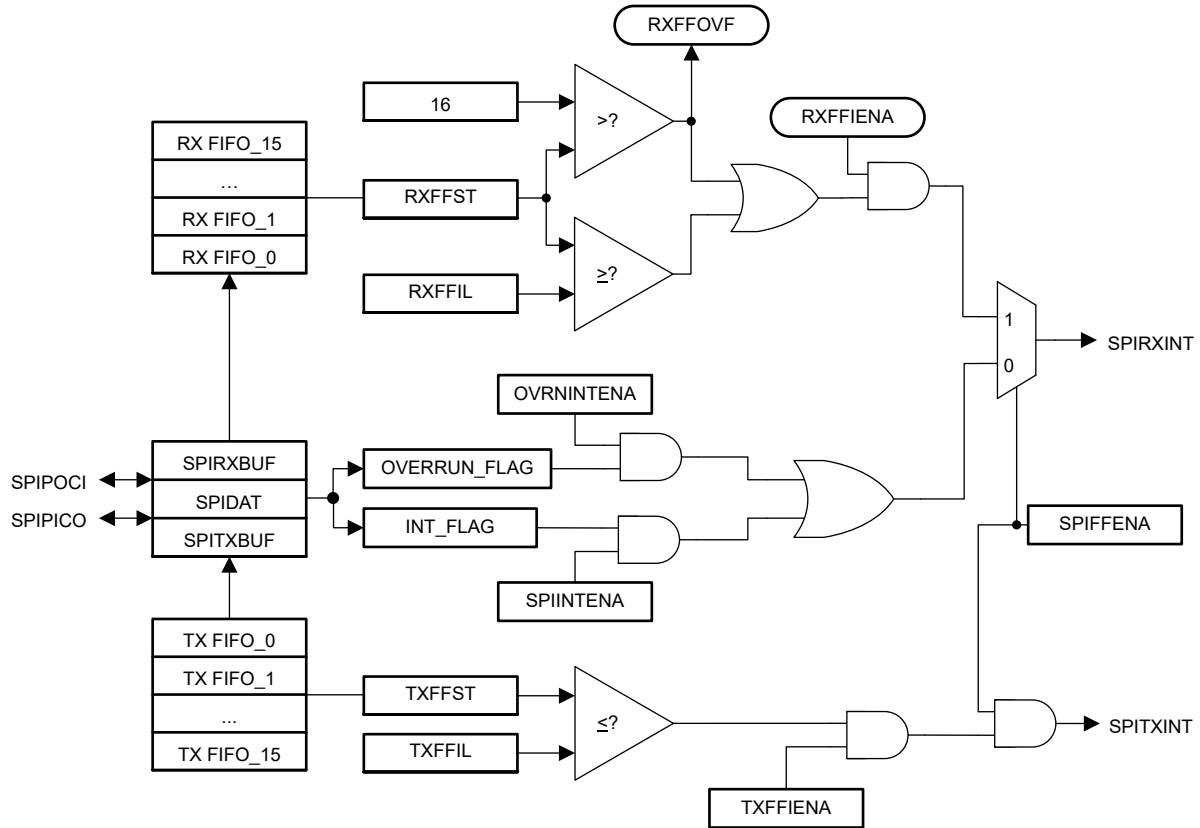 RXFFOVF
16
>?
RXFFIENA
RX FIFO_15
...
RX FIFO_1
RX FIFO_0
RXFFST
RXFFIL
≥?
1
0
SPIRXINT
OVRNINTENA
SPIPOCI
SPIPICO
SPIRXBUF
SPIDAT
SPITXBUF
OVERRUN_FLAG
INT_FLAG
SPIINTENA
SPIFFENA
TX FIFO_0
TX FIFO_1
...
TX FIFO_15
TXFFST
TXFFIL
≤?
TXFFIENA
SPITXINT